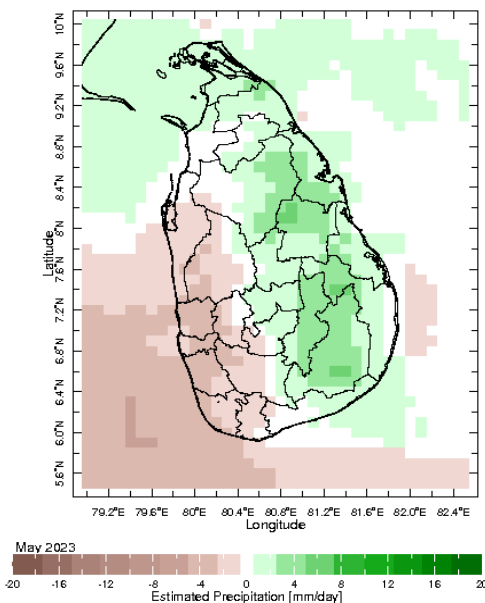 10°N
9.6°N
9.2°N
8.8°N
8.4°N
8°N
7.6°N
7.2°N
6.8°N
6.4°N
6.0°N
5.6°N
Latitude
79.2°E 79.6°E 80°E 80.4°E 80.8°E 81.2°E 81.6°E 82.0°E 82.4°E
Longitude
May 2023
-20 -16 -12 -8 -4 0 4 8 12 16 20
Estimated Precipitation [mm/day]